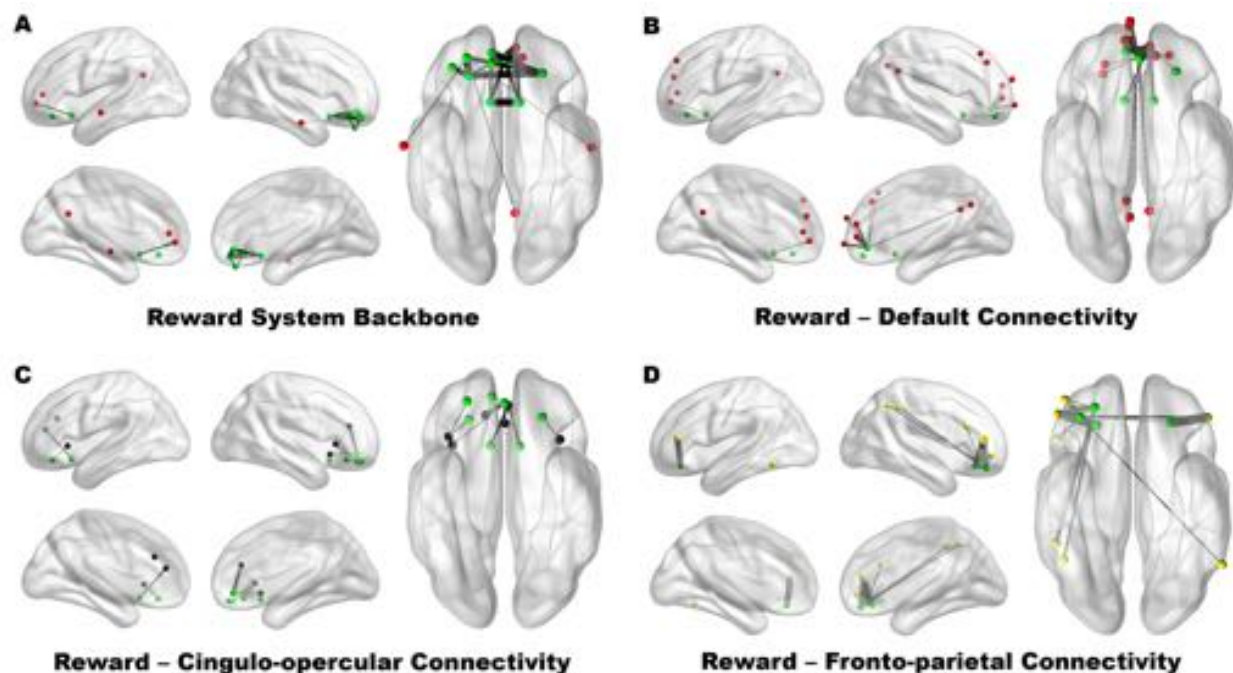 A
B
Reward System Backbone
Reward – Default Connectivity
C
D
Reward – Cingulo-opercular Connectivity
Reward – Fronto-parietal Connectivity